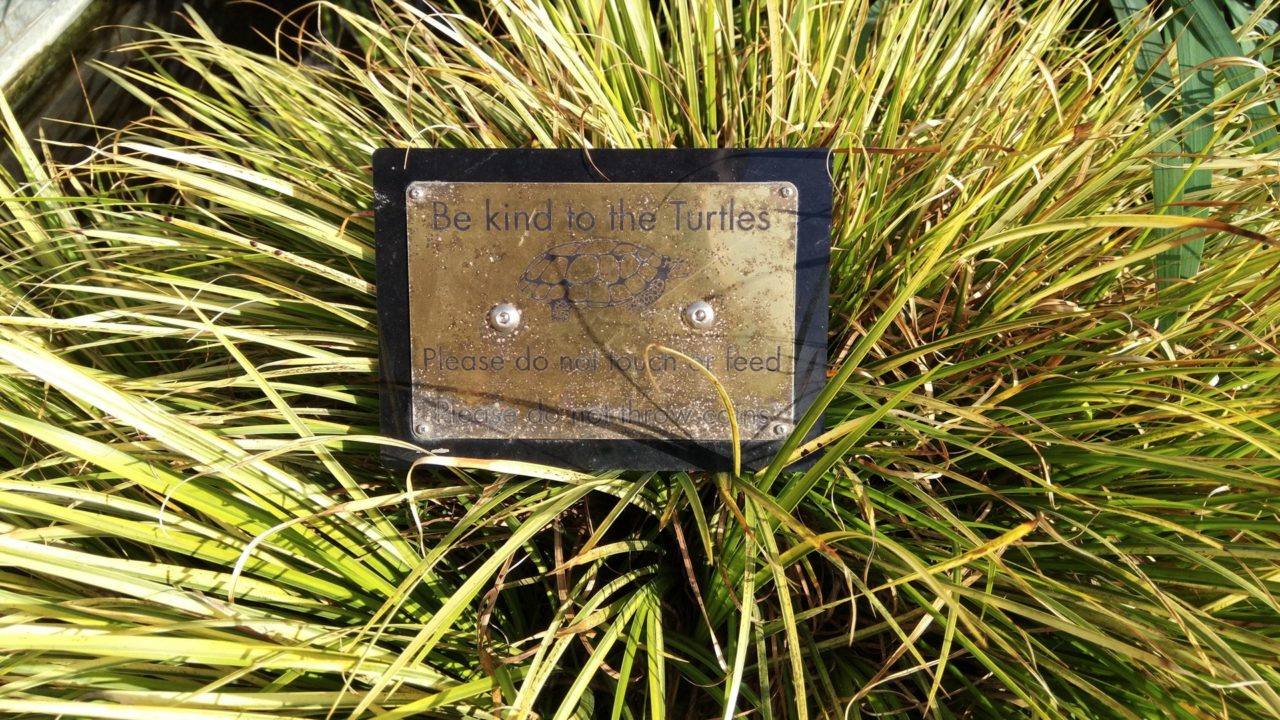 Be kind to the Turtles
Please do not touch or feed
Please do not throw coins